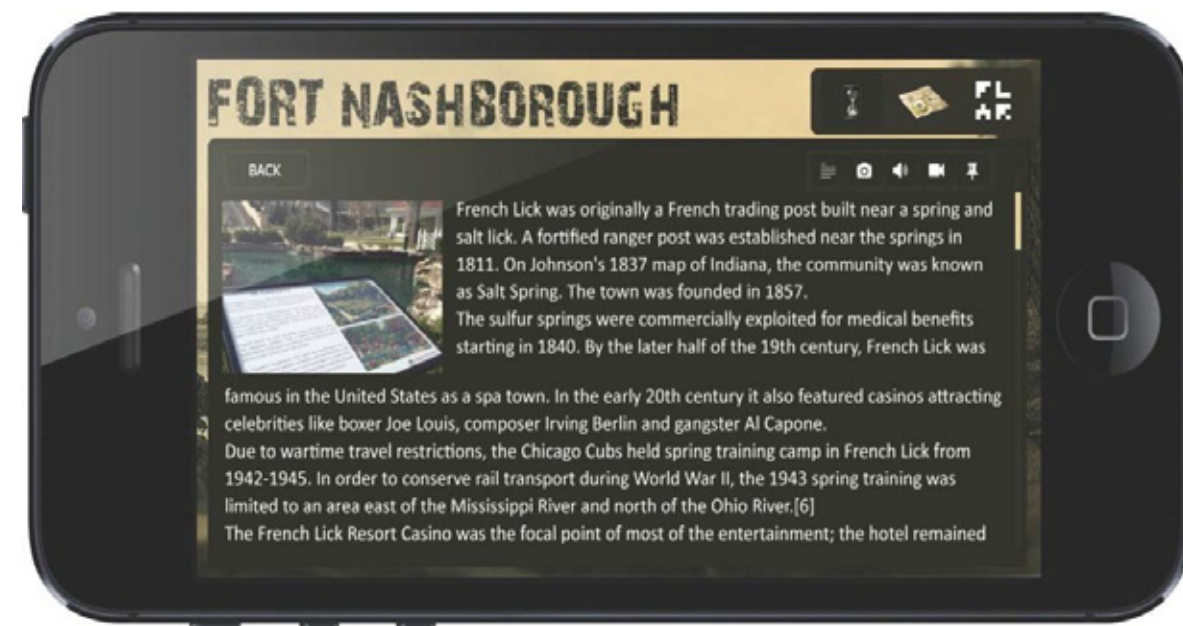 FORT NASHBOROUGH
FL
AR
BACK
French Lick was originally a French trading post built near a spring and
salt lick. A fortified ranger post was established near the springs in
1811. On Johnson's 1837 map of Indiana, the community was known
as Salt Spring. The town was founded in 1857.
The sulfur springs were commercially exploited for medical benefits
starting in 1840. By the later half of the 19th century, French Lick was
famous in the United States as a spa town. In the early 20th century it also featured casinos attracting
celebrities like boxer Joe Louis, composer Irving Berlin and gangster Al Capone.
Due to wartime travel restrictions, the Chicago Cubs held spring training camp in French Lick from
1942-1945. In order to conserve rail transport during World War II, the 1943 spring training was
limited to an area east of the Mississippi River and north of the Ohio River.[6]
The French Lick Resort Casino was the focal point of most of the entertainment; the hotel remained